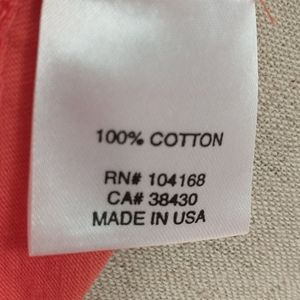 100% COTTON
RN# 104168
CA# 38430
MADE IN USA